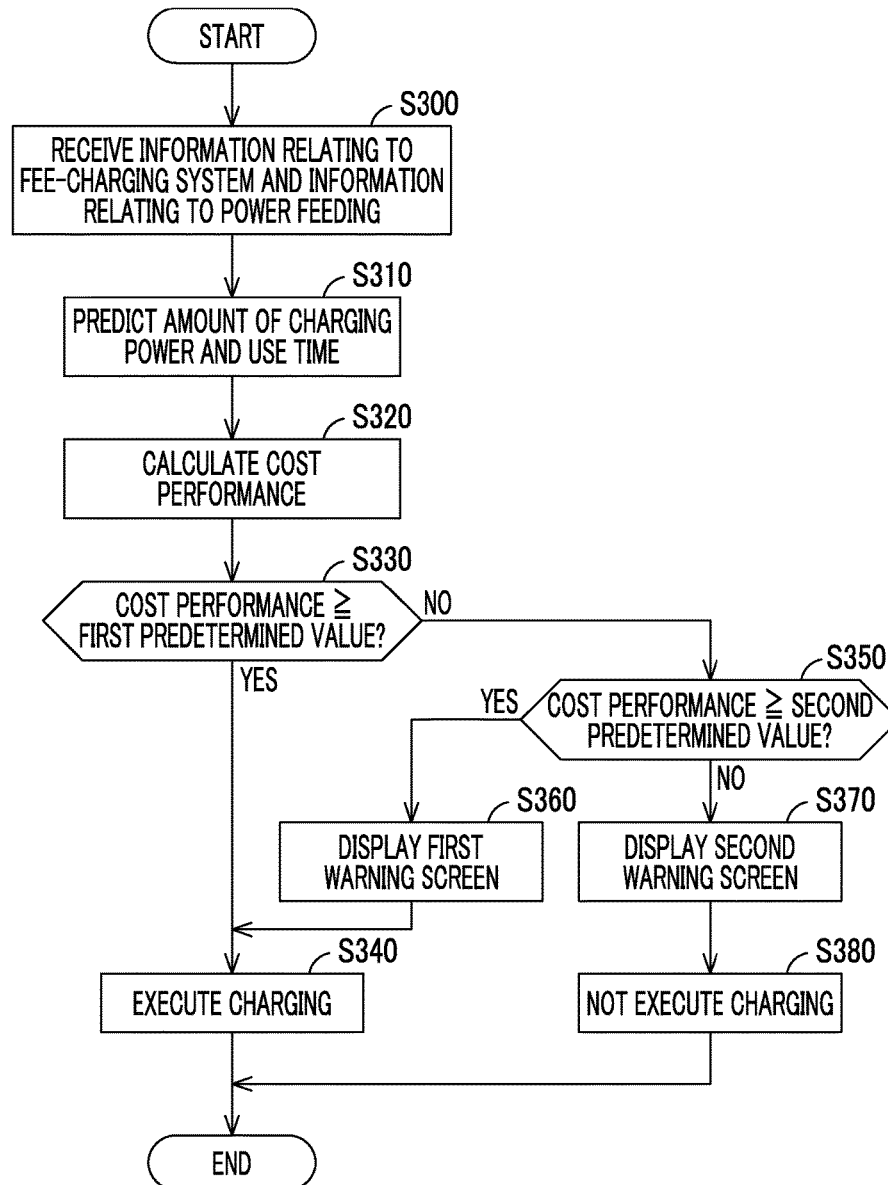 START
S300
RECEIVE INFORMATION RELATING TO
FEE-CHARGING SYSTEM AND INFORMATION
RELATING TO POWER FEEDING
S310
PREDICT AMOUNT OF CHARGING
POWER AND USE TIME
S320
CALCULATE COST
PERFORMANCE
S330
COST PERFORMANCE ≧
FIRST PREDETERMINED VALUE?
NO
YES
S350
COST PERFORMANCE ≧ SECOND
PREDETERMINED VALUE?
YES
NO
S360
DISPLAY FIRST
WARNING SCREEN
S370
DISPLAY SECOND
WARNING SCREEN
S340
EXECUTE CHARGING
S380
NOT EXECUTE CHARGING
END